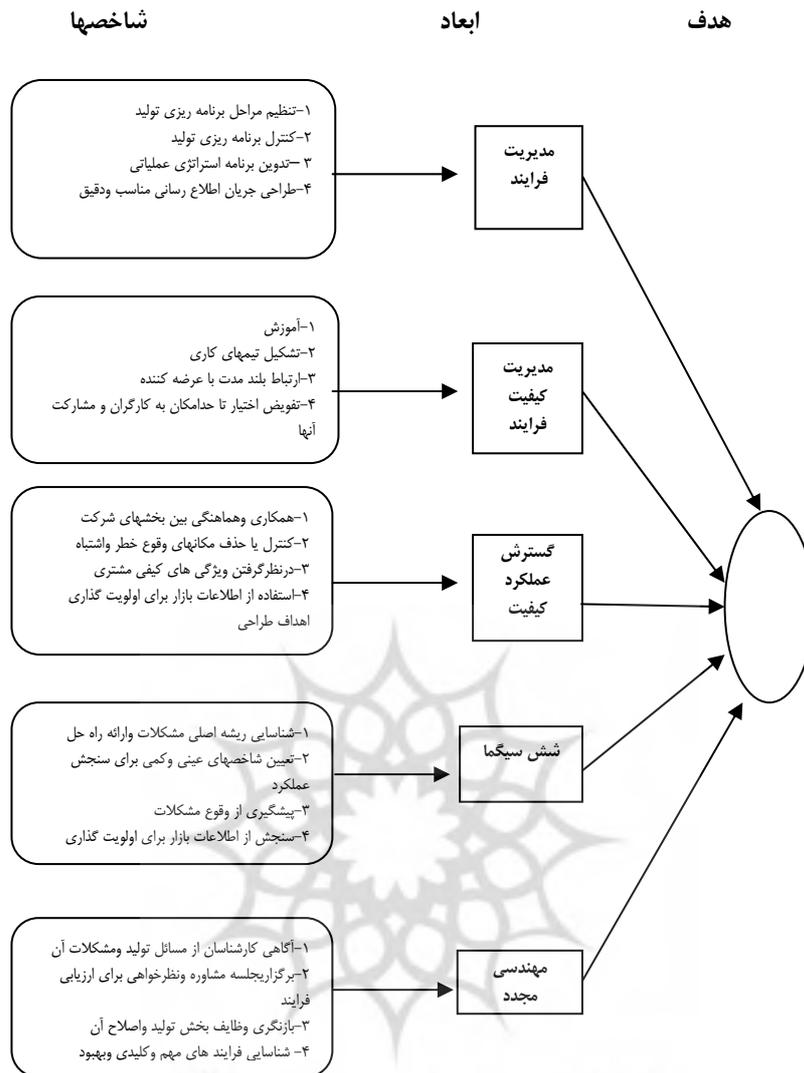 هدف
ابعاد
شاخصها
مدیریت
فرایند
۱-تنظیم مراحل برنامه ریزی تولید
۲-کنترل برنامه ریزی تولید
۳ –تدوین برنامه استراتژی عملیاتی
۴-طراحی جریان اطلاع رسانی مناسب ودقیق
مدیریت
کیفیت
فرایند
۱-آموزش
۲-تشکیل تیمهای کاری
۳-ارتباط بلند مدت با عرضه کننده
۴-تفویض اختیار تا حدامکان به کارگران و مشارکت
آنها
گسترش
عملکرد
کیفیت
۱-همکاری وهماهنگی بین بخشهای شرکت
۲-کنترل یا حذف مکانهای وقوع خطر واشتباه
۳-درنظرگرفتن ویژگی های کیفی مشتری
۴-استفاده از اطلاعات بازار برای اولویت گذاری
اهداف طراحی
شش سیگما
۱-شناسایی ریشه اصلی مشکلات وارائه راه حل
۲-تعیین شاخصهای عینی وکمی برای سنجش
عملکرد
۳-پیشگیری از وقوع مشکلات
۴-سنجش از اطلاعات بازار برای اولویت گذاری
مهندسی
مجدد
۱-آگاهی کارشناسان از مسائل تولید ومشکلات آن
۲-برگزاریجلسه مشاوره ونظرخواهی برای ارزیابی
فرایند
۳-بازنگری وظایف بخش تولید واصلاح آن
۴- شناسایی فرایند های مهم وکلیدی وبهبود